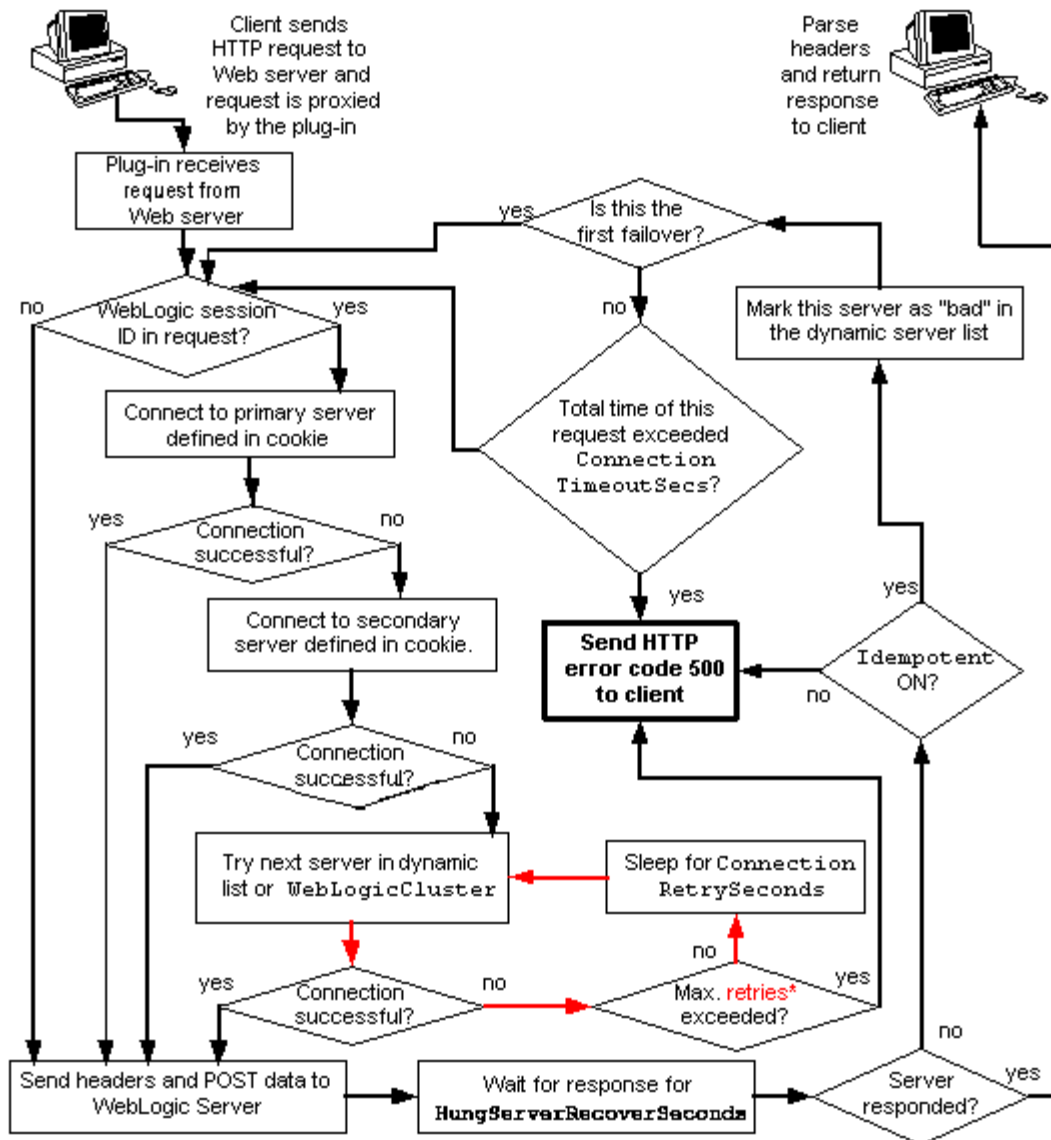 Client sends
HTTP request to
Web server and
request is proxied
by the plug-in
Parse
headers
and return
response
to client
Plug-in receives
request from
Web server
yes
Is this the
first failover?
no
WebLogic session
ID in request?
yes
no
Mark this server as "bad" in
the dynamic server list
Connect to primary server
defined in cookie
Total time of this
request exceeded
Connection
TimeoutSecs?
yes
Connection
successful?
no
yes
yes
Connect to secondary
server defined in cookie.
Send HTTP
error code 500
to client
Idempotent
ON?
no
yes
Connection
successful?
no
Try next server in dynamic
list or WebLogicCluster
Sleep for Connection
RetrySeconds
no
yes
yes
Connection
successful?
no
Max. retries*
exceeded?
no
Send headers and POST data to
WebLogic Server
Wait for response for
HungServerRecoverSeconds
Server
responded?
yes